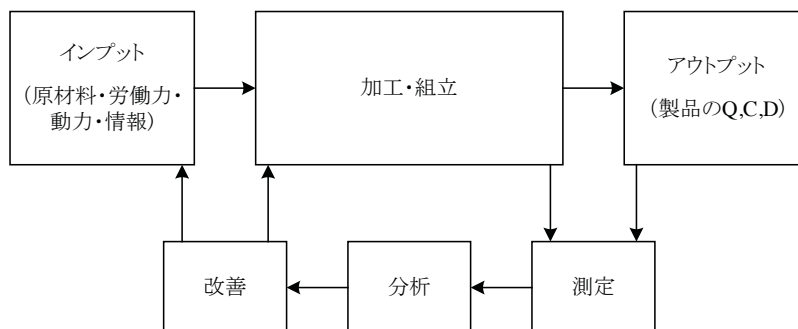 インプット
（原材料・労働力・
動力・情報）
加工・組立
アウトプット
（製品のQ,C,D）
改善
分析
測定